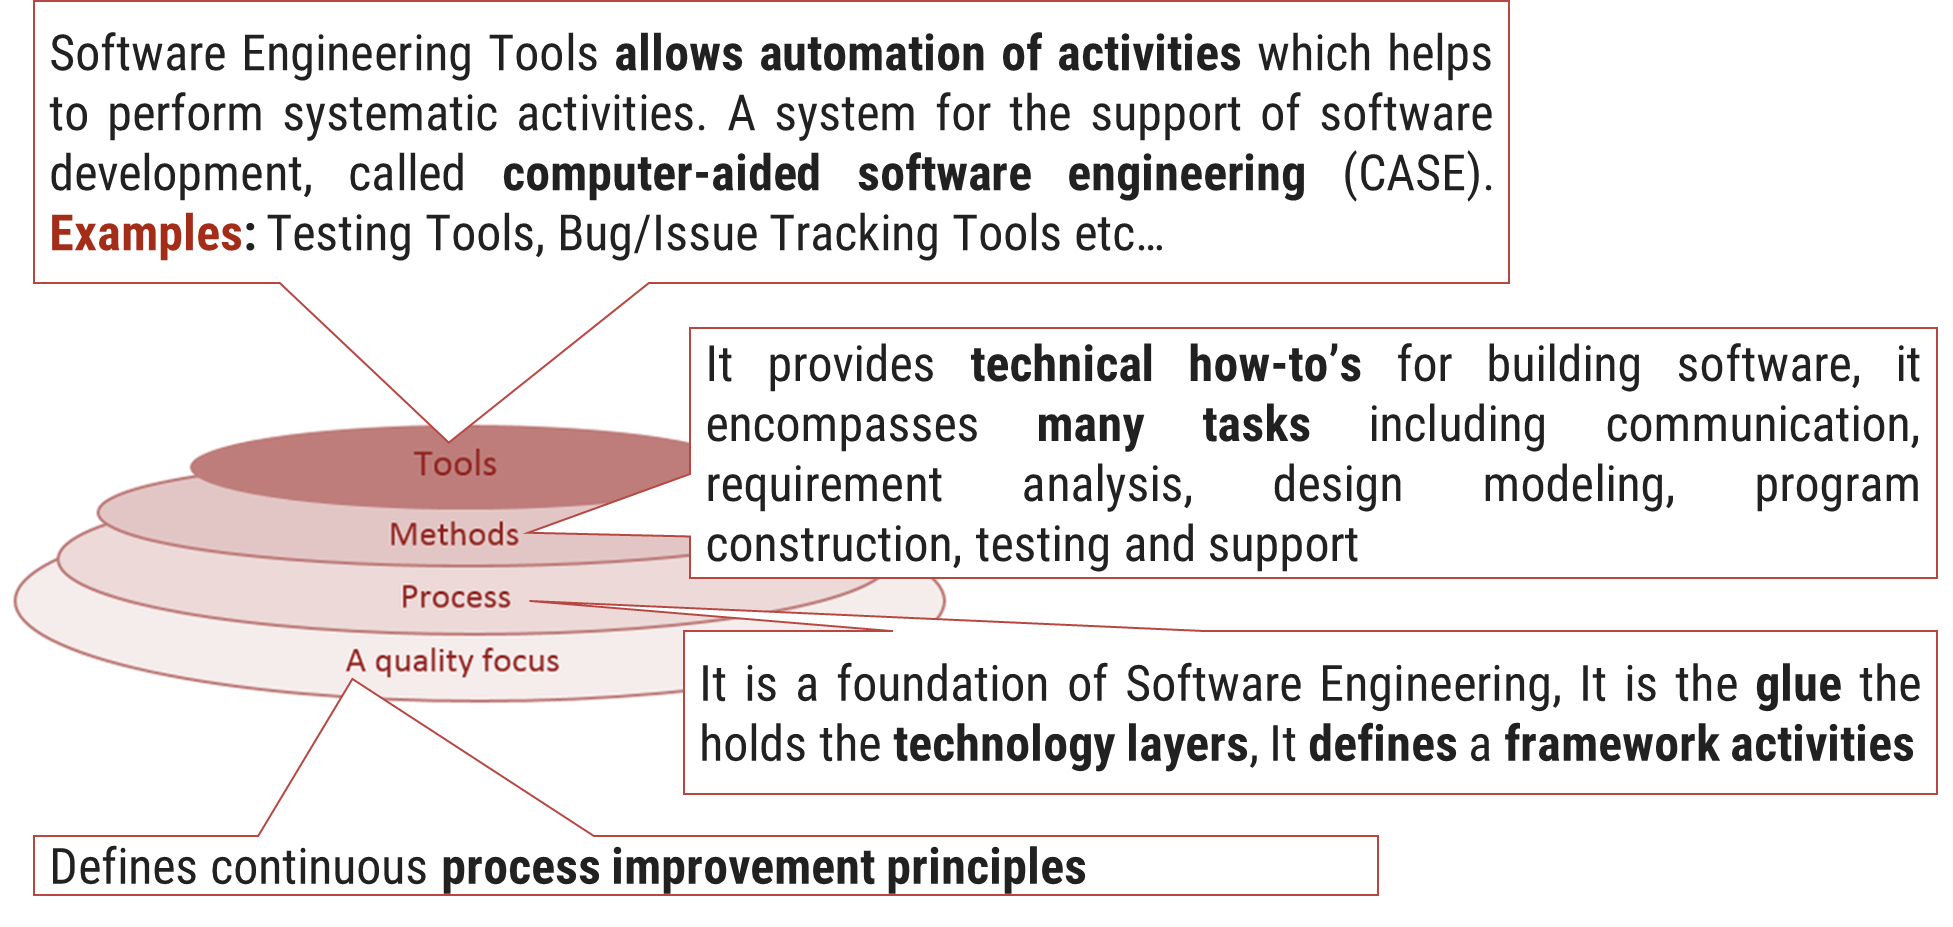 Software Engineering Tools allows automation of activities which helps
to perform systematic activities. A system for the support of software
development, called computer-aided software engineering (CASE).
Examples: Testing Tools, Bug/Issue Tracking Tools etc…
It provides technical how-to’s for building software, it
encompasses many tasks including communication,
requirement analysis, design modeling, program
construction, testing and support
Tools
Methods
Process
A quality focus
It is a foundation of Software Engineering, It is the glue the
holds the technology layers, It defines a framework activities
Defines continuous process improvement principles